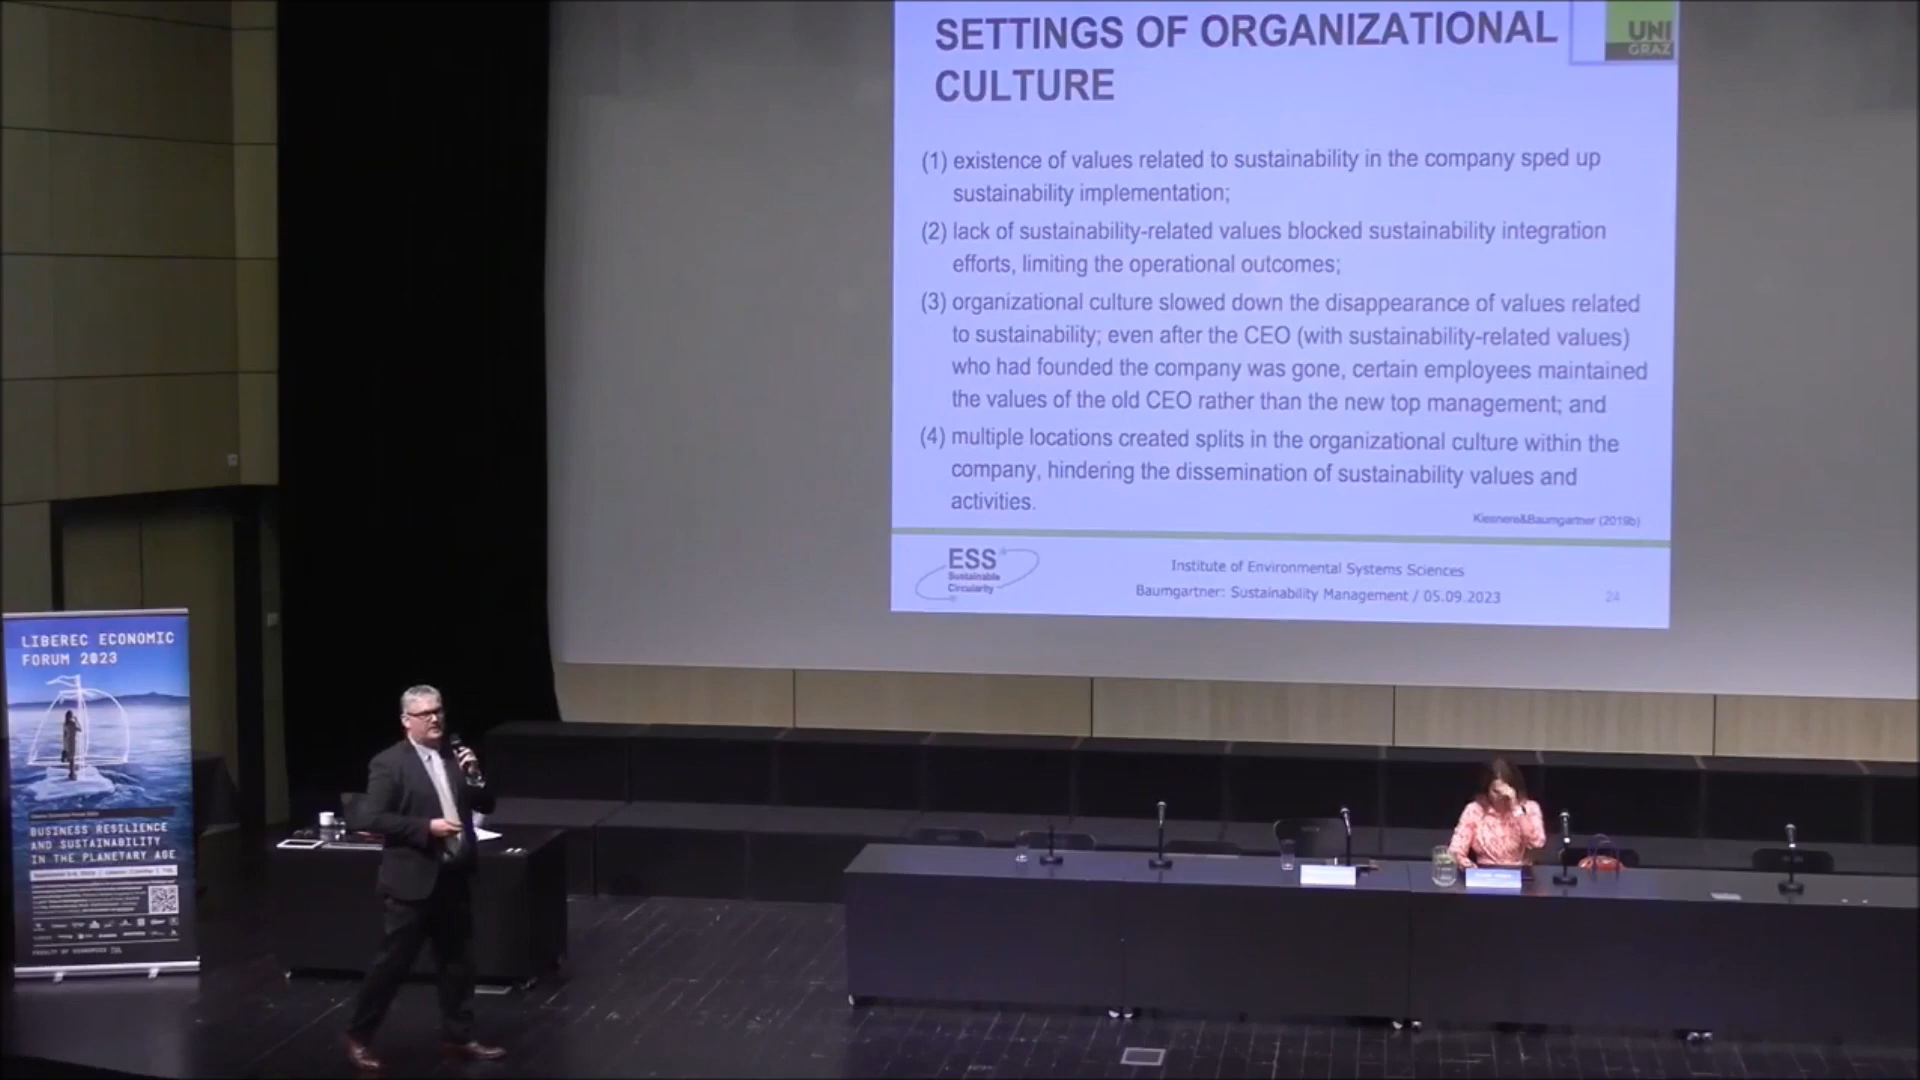 SETTINGS OF ORGANIZATIONAL
CULTURE
UNI
GRAZ
(1) existence of values related to sustainability in the company sped up
sustainability implementation;
(2) lack of sustainability-related values blocked sustainability integration
efforts, limiting the operational outcomes;
(3) organizational culture slowed down the disappearance of values related
to sustainability; even after the CEO (with sustainability-related values)
who had founded the company was gone, certain employees maintained
the values of the old CEO rather than the new top management; and
(4) multiple locations created splits in the organizational culture within the
company, hindering the dissemination of sustainability values and
activities.
Kiesnere&Baumgartner (2019b)
ESS
Sustainable
Circularity
Institute of Environmental Systems Sciences
Baumgartner: Sustainability Management / 05.09.2023
24
LIBEREC ECONOMIC
FORUM 2023
BUSINESS RESILIENCE
AND SUSTAINABILITY
IN THE PLANETARY AGE
FACULTY OF ECONOMICS TUL